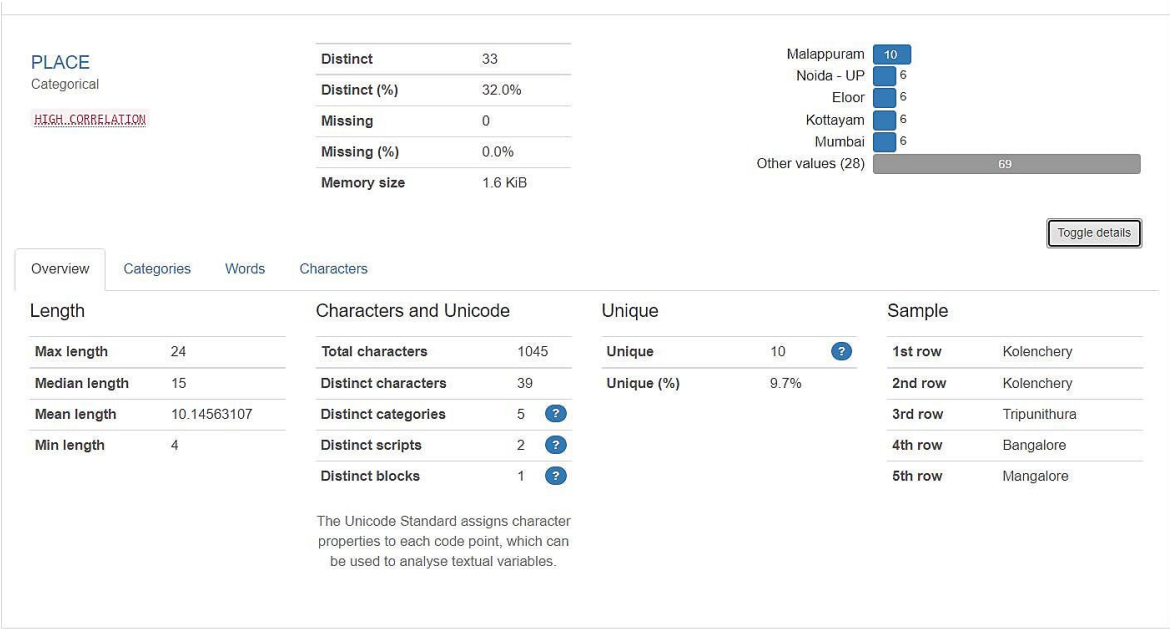 PLACE
Categorical
HIGH CORRELATION
Distinct 33
Distinct (%) 32.0%
Missing 0
Missing (%) 0.0%
Memory size 1.6 KiB
Malappuram 10
Noida - UP 6
Eloor 6
Kottayam 6
Mumbai 6
Other values (28) 69
Toggle details
Overview Categories Words Characters
Length
Max length 24
Median length 15
Mean length 10.14563107
Min length 4
Characters and Unicode
Total characters 1045
Distinct characters 39
Distinct categories 5 ?
Distinct scripts 2 ?
Distinct blocks 1 ?
The Unicode Standard assigns character
properties to each code point, which can
be used to analyse textual variables.
Unique
Unique 10 ?
Unique (%) 9.7%
Sample
1st row Kolenchery
2nd row Kolenchery
3rd row Tripunithura
4th row Bangalore
5th row Mangalore